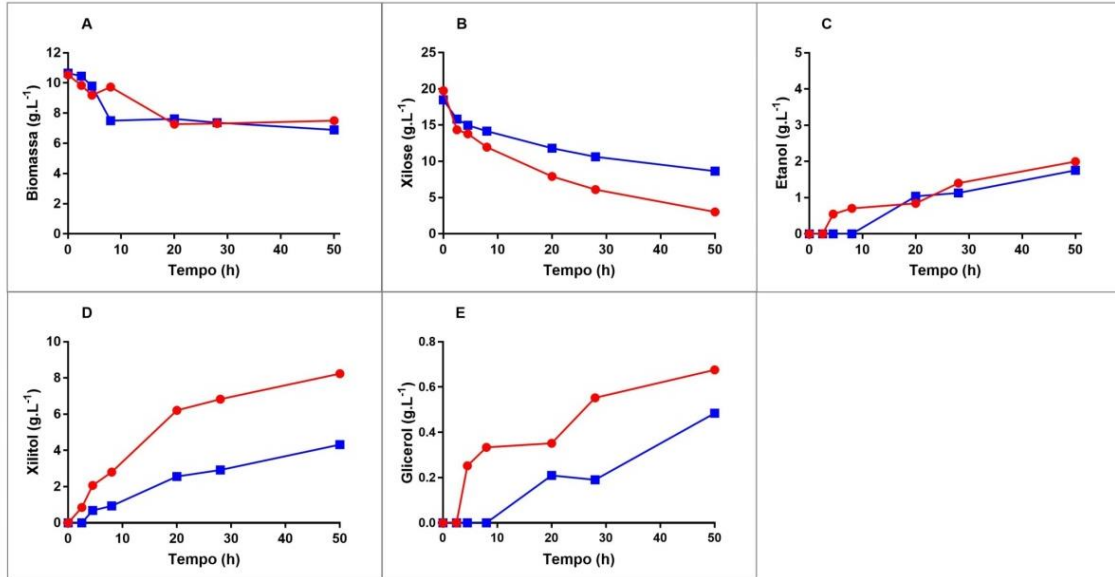 A
Biomassa (g.L⁻¹)
12
10
8
6
4
2
0
0 10 20 30 40 50
Tempo (h)
B
Xilose (g.L⁻¹)
25
20
15
10
5
0
0 10 20 30 40 50
Tempo (h)
C
Etanol (g.L⁻¹)
5
4
3
2
1
0
0 10 20 30 40 50
Tempo (h)
D
Xilitol (g.L⁻¹)
10
8
6
4
2
0
0 10 20 30 40 50
Tempo (h)
E
Glicerol (g.L⁻¹)
0.8
0.6
0.4
0.2
0.0
0 10 20 30 40 50
Tempo (h)